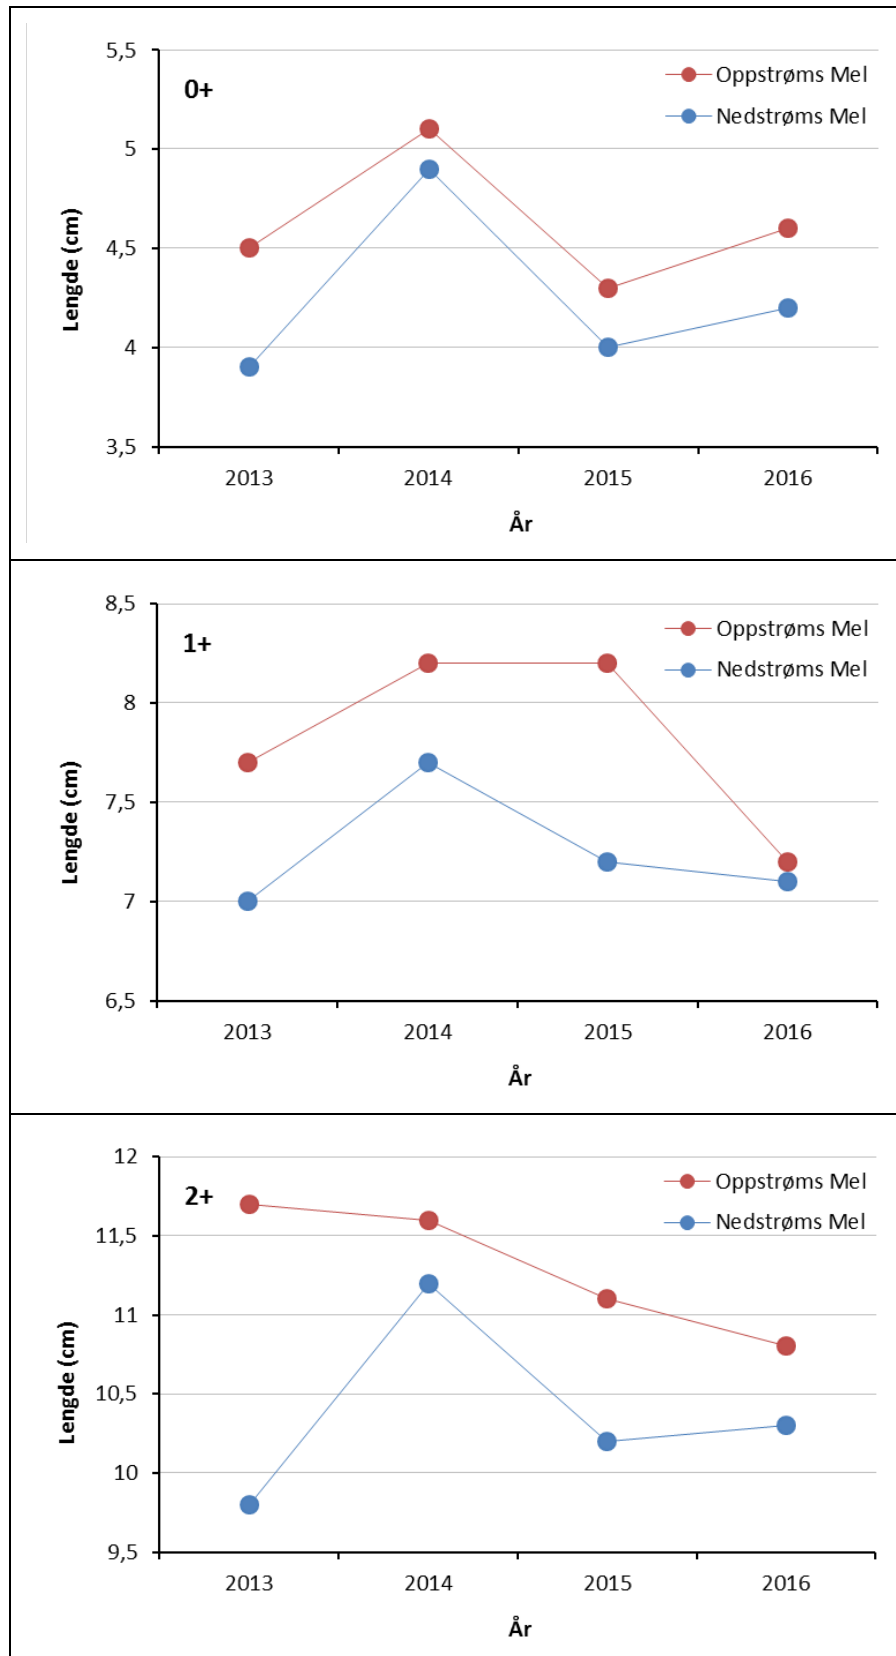 5,5
0+
Oppstrøms Mel
Nedstrøms Mel
5
4,5
4
3,5
Lengde (cm)
2013 2014 2015 2016
År
8,5
1+
Oppstrøms Mel
Nedstrøms Mel
8
7,5
7
6,5
Lengde (cm)
2013 2014 2015 2016
År
12
2+
Oppstrøms Mel
Nedstrøms Mel
11,5
11
10,5
10
9,5
Lengde (cm)
2013 2014 2015 2016
År